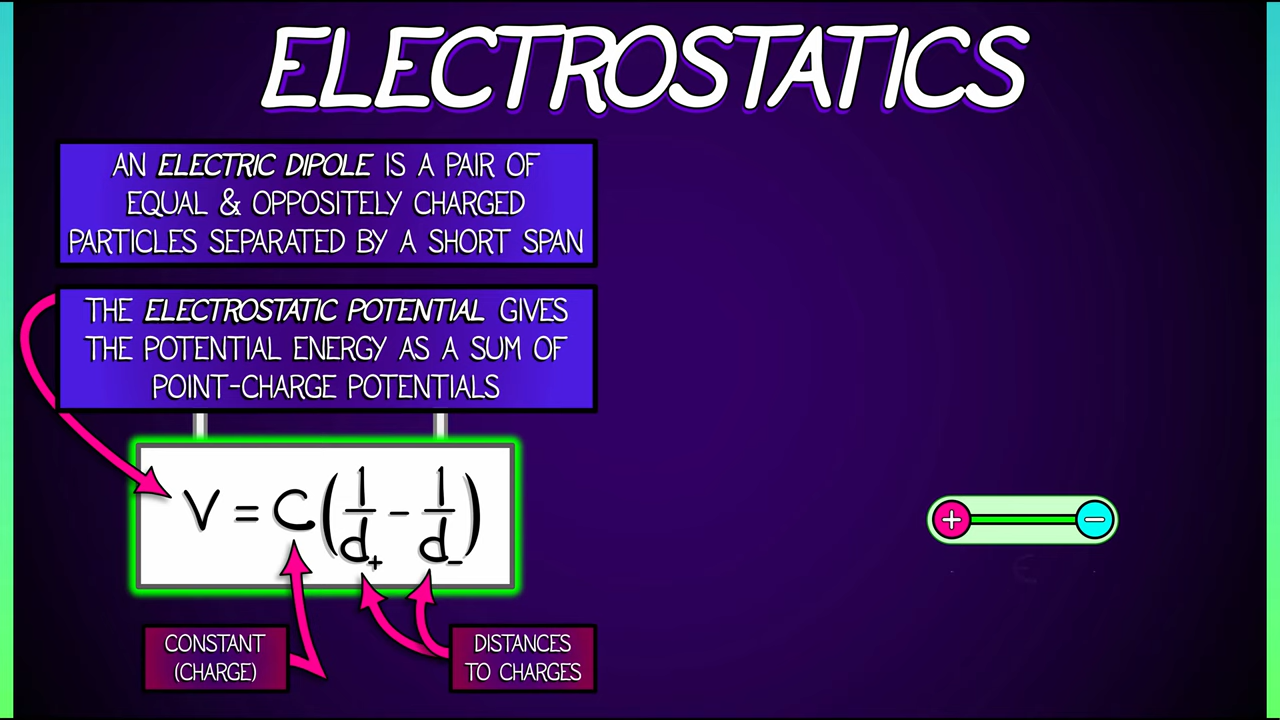 ELECTROSTATICS
AN ELECTRIC DIPOLE IS A PAIR OF
EQUAL & OPPOSITELY CHARGED
PARTICLES SEPARATED BY A SHORT SPAN
THE ELECTROSTATIC POTENTIAL GIVES
THE POTENTIAL ENERGY AS A SUM OF
POINT-CHARGE POTENTIALS
V = C(1/d₊ - 1/d₋)
CONSTANT
(CHARGE)
DISTANCES
TO CHARGES
+ −